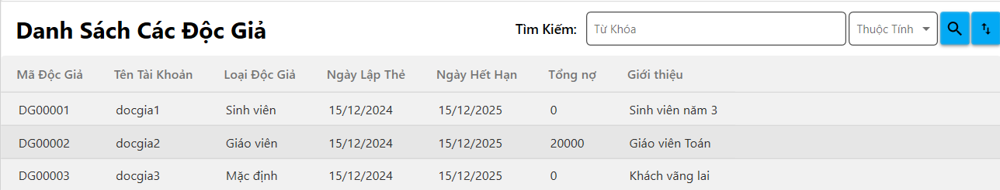 Danh Sách Các Độc Giả Tìm Kiếm: Từ Khóa Thuộc Tính
Mã Độc Giả Tên Tài Khoản Loại Độc Giả Ngày Lập Thẻ Ngày Hết Hạn Tổng nợ Giới thiệu
DG00001 docgia1 Sinh viên 15/12/2024 15/12/2025 0 Sinh viên năm 3
DG00002 docgia2 Giáo viên 15/12/2024 15/12/2025 20000 Giáo viên Toán
DG00003 docgia3 Mặc định 15/12/2024 15/12/2025 0 Khách vãng lai